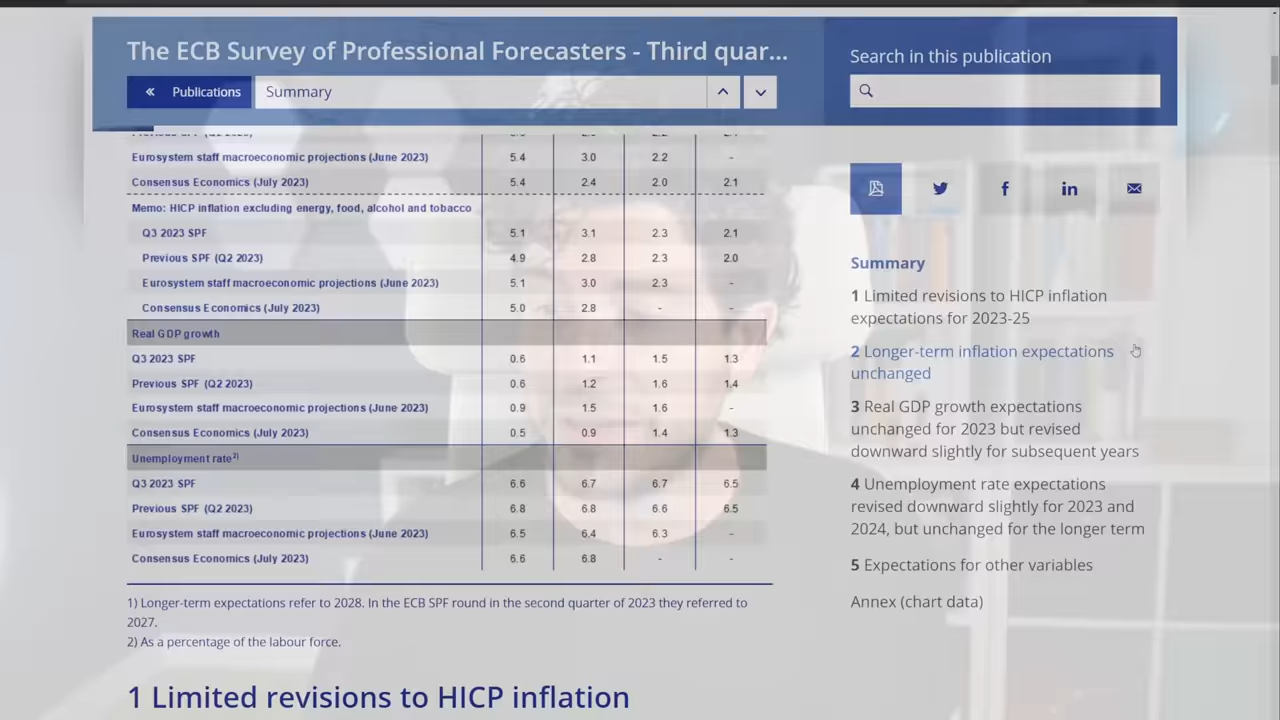 The ECB Survey of Professional Forecasters - Third quar...
Search in this publication
« Publications
Summary
Eurosystem staff macroeconomic projections (June 2023) 5.4 3.0 2.2 -
Consensus Economics (July 2023) 5.4 2.4 2.0 2.1
Memo: HICP inflation excluding energy, food, alcohol and tobacco
Q3 2023 SPF 5.1 3.1 2.3 2.1
Previous SPF (Q2 2023) 4.9 2.8 2.3 2.0
Eurosystem staff macroeconomic projections (June 2023) 5.1 3.0 2.3 -
Consensus Economics (July 2023) 5.0 2.8 - -
Real GDP growth
Q3 2023 SPF 0.6 1.1 1.5 1.3
Previous SPF (Q2 2023) 0.6 1.2 1.6 1.4
Eurosystem staff macroeconomic projections (June 2023) 0.9 1.5 1.6 -
Consensus Economics (July 2023) 0.5 0.9 1.4 1.3
Unemployment rate2)
Q3 2023 SPF 6.6 6.7 6.7 6.5
Previous SPF (Q2 2023) 6.8 6.8 6.6 6.5
Eurosystem staff macroeconomic projections (June 2023) 6.5 6.4 6.3 -
Consensus Economics (July 2023) 6.6 6.8 - -
1) Longer-term expectations refer to 2028. In the ECB SPF round in the second quarter of 2023 they referred to
2027.
2) As a percentage of the labour force.
1 Limited revisions to HICP inflation
Summary
1 Limited revisions to HICP inflation
expectations for 2023-25
2 Longer-term inflation expectations
unchanged
3 Real GDP growth expectations
unchanged for 2023 but revised
downward slightly for subsequent years
4 Unemployment rate expectations
revised downward slightly for 2023 and
2024, but unchanged for the longer term
5 Expectations for other variables
Annex (chart data)